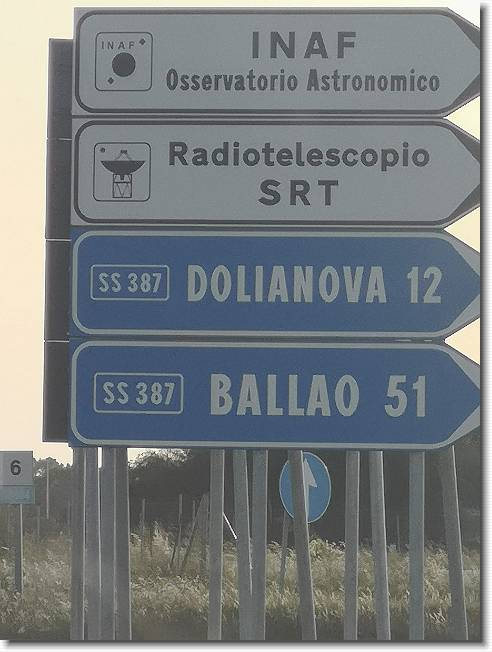 INAF
INAF
Osservatorio Astronomico
Radiotelescopio
SRT
SS 387 DOLIANOVA 12
SS 387 BALLAO 51
6